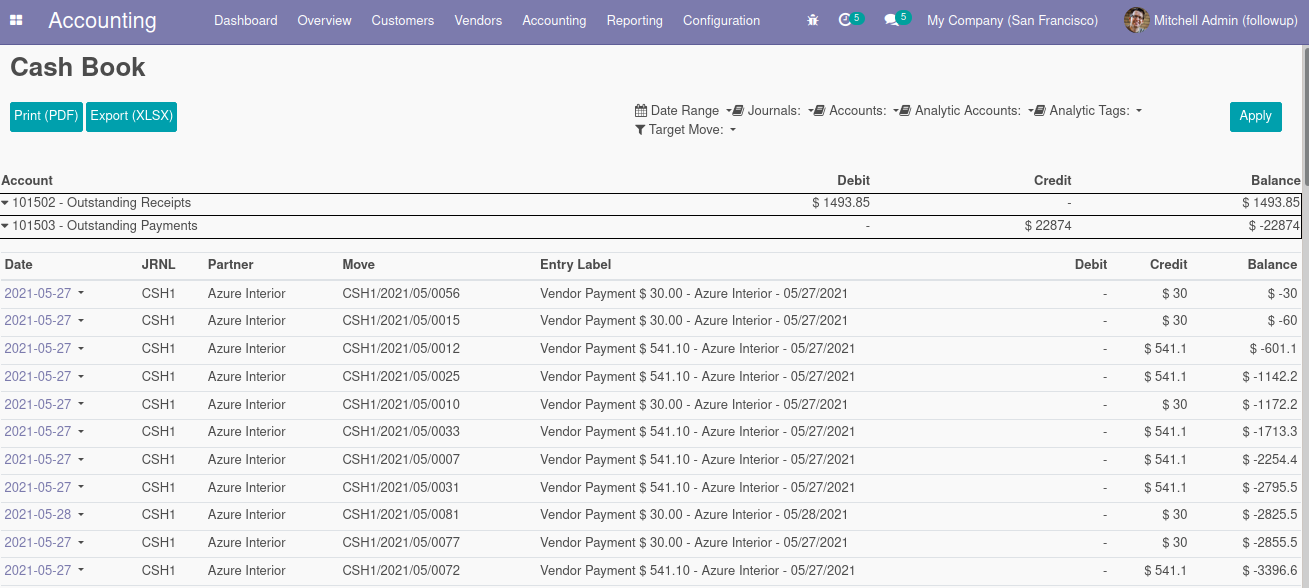 Accounting Dashboard Overview Customers Vendors Accounting Reporting Configuration 5 5 My Company (San Francisco) Mitchell Admin (followup)
Cash Book
Print (PDF) Export (XLSX) Date Range Journals: Accounts: Analytic Accounts: Analytic Tags: Apply
Target Move:
Account Debit Credit Balance
101502 - Outstanding Receipts $ 1493.85 - $ 1493.85
101503 - Outstanding Payments - $ 22874 $ -22874
Date JRNL Partner Move Entry Label Debit Credit Balance
2021-05-27 CSH1 Azure Interior CSH1/2021/05/0056 Vendor Payment $ 30.00 - Azure Interior - 05/27/2021 - $ 30 $ -30
2021-05-27 CSH1 Azure Interior CSH1/2021/05/0015 Vendor Payment $ 30.00 - Azure Interior - 05/27/2021 - $ 30 $ -60
2021-05-27 CSH1 Azure Interior CSH1/2021/05/0012 Vendor Payment $ 541.10 - Azure Interior - 05/27/2021 - $ 541.1 $ -601.1
2021-05-27 CSH1 Azure Interior CSH1/2021/05/0025 Vendor Payment $ 541.10 - Azure Interior - 05/27/2021 - $ 541.1 $ -1142.2
2021-05-27 CSH1 Azure Interior CSH1/2021/05/0010 Vendor Payment $ 30.00 - Azure Interior - 05/27/2021 - $ 30 $ -1172.2
2021-05-27 CSH1 Azure Interior CSH1/2021/05/0033 Vendor Payment $ 541.10 - Azure Interior - 05/27/2021 - $ 541.1 $ -1713.3
2021-05-27 CSH1 Azure Interior CSH1/2021/05/0007 Vendor Payment $ 541.10 - Azure Interior - 05/27/2021 - $ 541.1 $ -2254.4
2021-05-27 CSH1 Azure Interior CSH1/2021/05/0031 Vendor Payment $ 541.10 - Azure Interior - 05/27/2021 - $ 541.1 $ -2795.5
2021-05-28 CSH1 Azure Interior CSH1/2021/05/0081 Vendor Payment $ 30.00 - Azure Interior - 05/28/2021 - $ 30 $ -2825.5
2021-05-27 CSH1 Azure Interior CSH1/2021/05/0077 Vendor Payment $ 30.00 - Azure Interior - 05/27/2021 - $ 30 $ -2855.5
2021-05-27 CSH1 Azure Interior CSH1/2021/05/0072 Vendor Payment $ 541.10 - Azure Interior - 05/27/2021 - $ 541.1 $ -3396.6